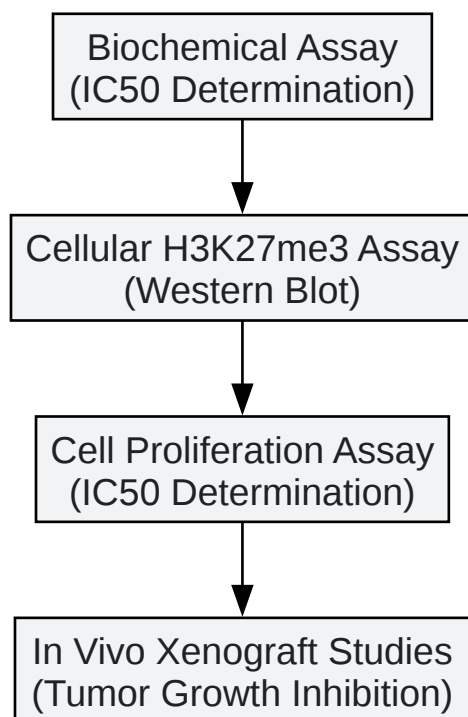 Biochemical Assay
(IC50 Determination)
Cellular H3K27me3 Assay
(Western Blot)
Cell Proliferation Assay
(IC50 Determination)
In Vivo Xenograft Studies
(Tumor Growth Inhibition)